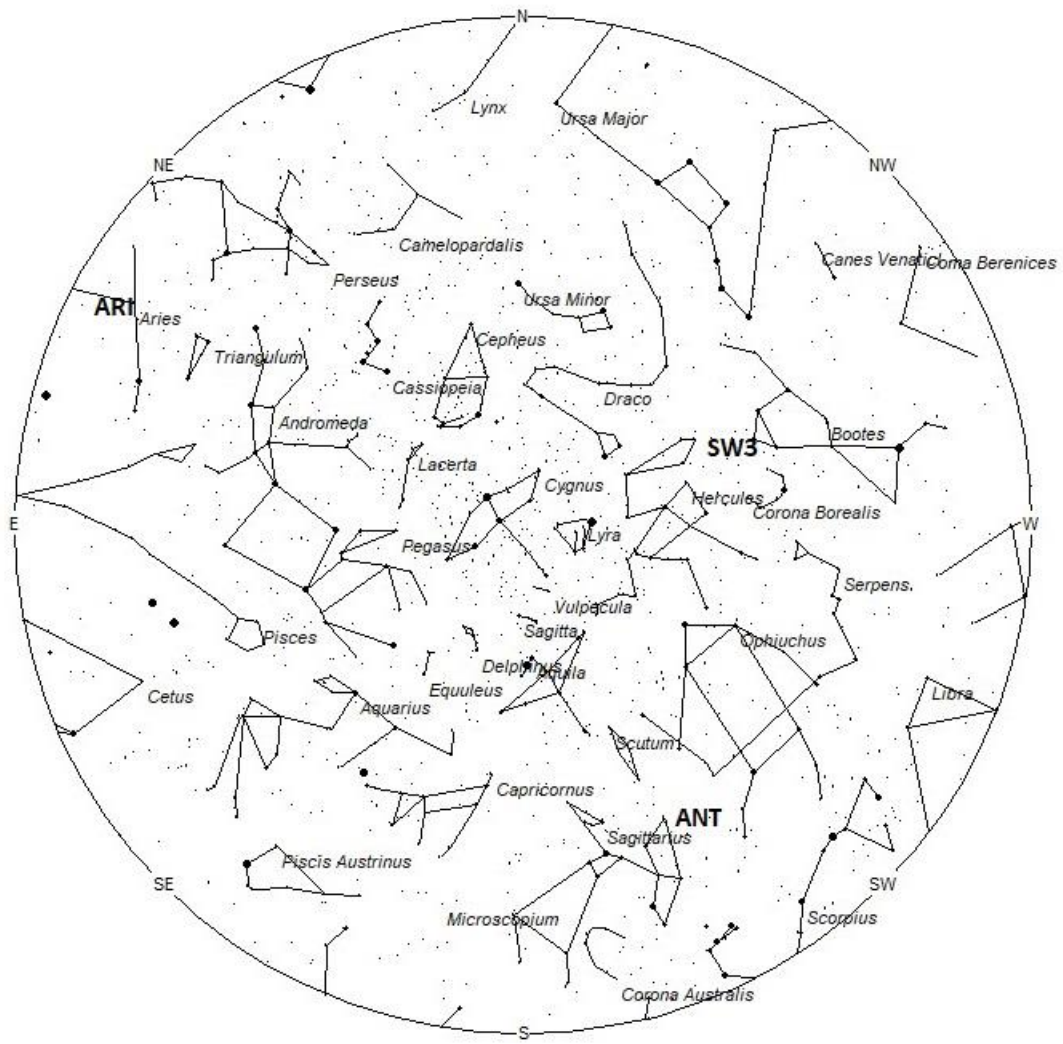 N
Lynx
Ursa Major
NE
NW
Camelopardalis
Canes Venatici
Coma Berenices
Perseus
ARI
Aries
Ursa Minor
Cepheus
Triangulum
Cassiopeia
Draco
Andromeda
SW3
Bootes
Lacerta
Cygnus
Hercules
Corona Borealis
E
W
Pegasus
Lyra
Serpens.
Vulpecula
Sagitta
Pisces
Ophiuchus
Delphinus
Aquila
Equuleus
Cetus
Libra
Aquarius
Scutum
Capricornus
ANT
Sagittarius
Piscis Austrinus
SE
SW
Microscopium
Scorpius
Corona Australis
S